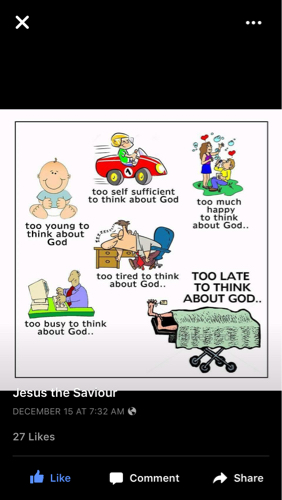 too self sufficient
to think about God
too much
happy
to think
about God..
too young to
think about
God
too tired to think
about God..
TOO LATE
TO THINK
ABOUT GOD..
too busy to think
about God..
Jesus the Saviour
DECEMBER 15 AT 7:32 AM
27 Likes
Like
Comment
Share